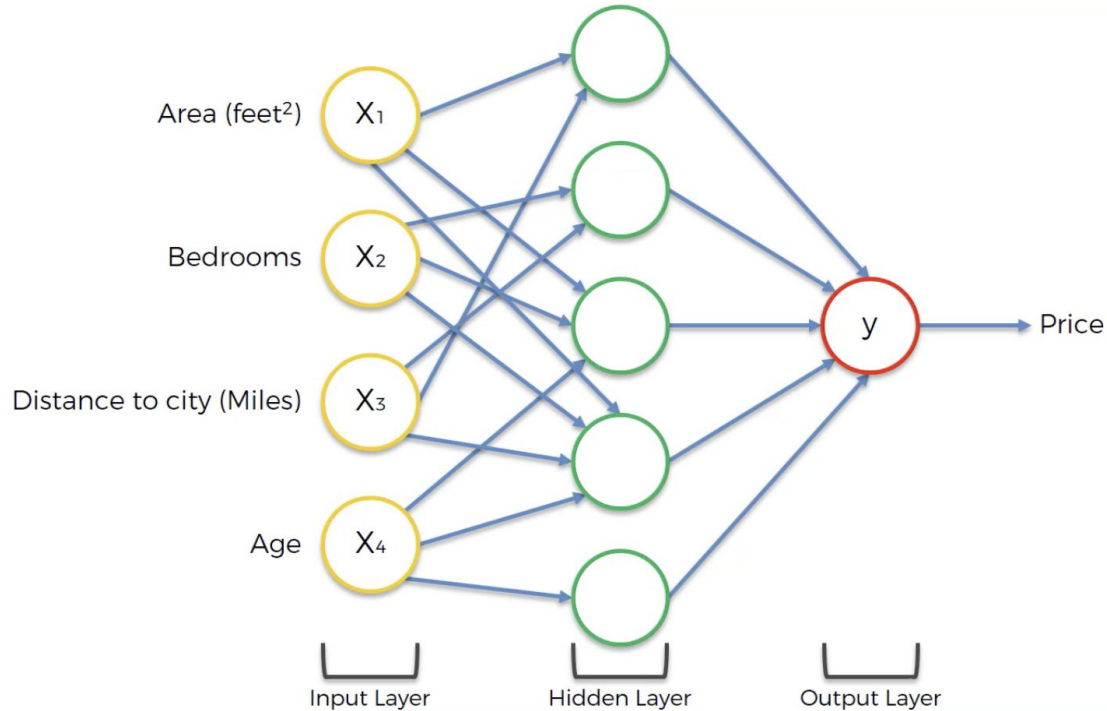 Area (feet²)
X₁
Bedrooms
X₂
Distance to city (Miles)
X₃
Age
X₄
y
Price
Input Layer
Hidden Layer
Output Layer